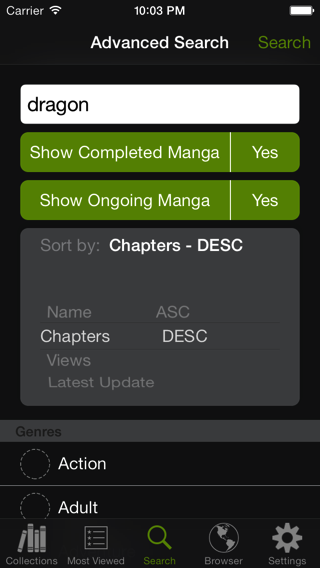 Carrier 10:03 PM
Advanced Search Search
dragon
Show Completed Manga Yes
Show Ongoing Manga Yes
Sort by: Chapters - DESC
Name ASC
Chapters DESC
Views
Latest Update
Genres
Action
Adult
Collections Most Viewed Search Browser Settings